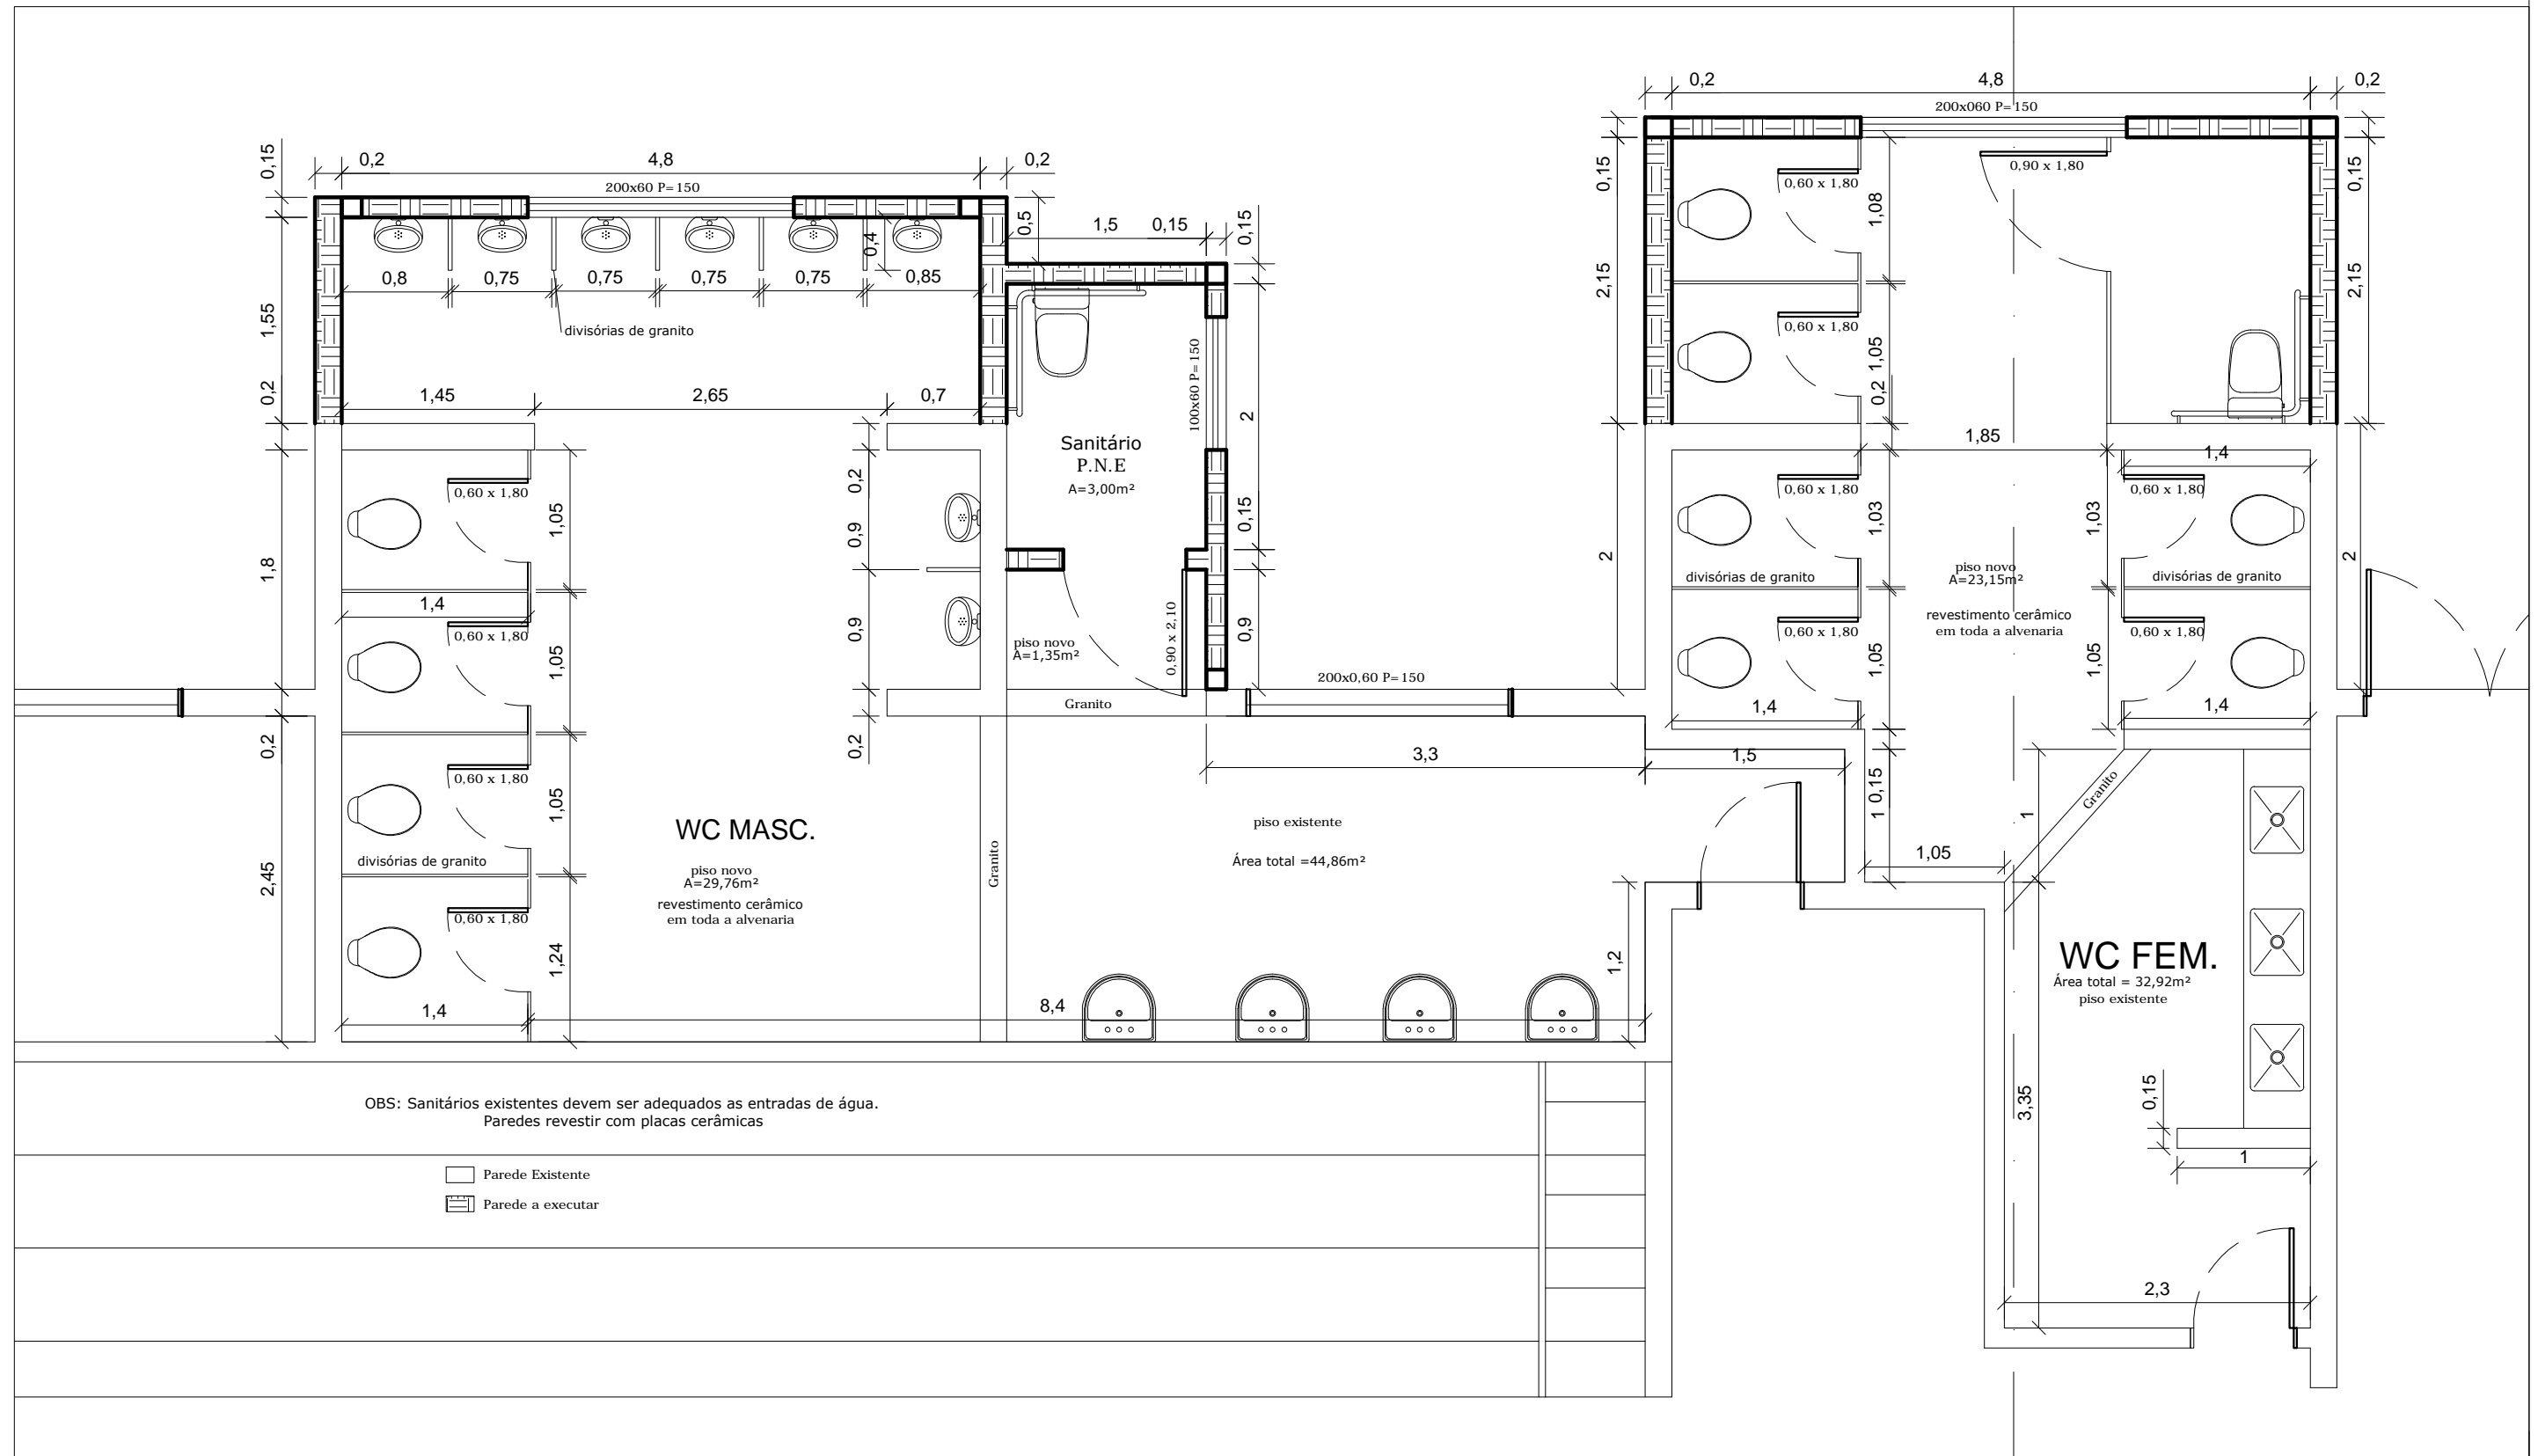 0,2
4,8
0,2
200x060 P=150
0,15
2,15
2
0,15
2,15
2
0,60 x 1,80
0,90 x 1,80
1,08
0,60 x 1,80
1,05
0,2
1,85
1,4
0,60 x 1,80
0,60 x 1,80
1,03
1,03
divisórias de granito
piso novo
A=23,15m²
divisórias de granito
revestimento cerâmico
em toda a alvenaria
0,60 x 1,80
0,60 x 1,80
1,05
1,05
1,4
1,4
0,15
1
1
Granito
1,05
WC FEM.
Área total = 32,92m²
piso existente
3,35
0,15
1
2,3
0,15
0,2
4,8
0,2
200x60 P=150
0,5
0,4
1,5
0,15
0,15
0,8
0,75
0,75
0,75
0,75
0,85
divisórias de granito
1,55
0,2
1,45
2,65
0,7
100x60 P=150
2
Sanitário
P.N.E
A=3,00m²
0,15
0,9
0,60 x 1,80
1,05
0,2
0,9
0,9
0,2
1,8
1,4
0,60 x 1,80
1,05
piso novo
A=1,35m²
0,90 x 2,10
200x0,60 P=150
Granito
0,2
3,3
1,5
0,60 x 1,80
1,05
WC MASC.
piso novo
A=29,76m²
revestimento cerâmico
em toda a alvenaria
Granito
piso existente
Área total =44,86m²
divisórias de granito
2,45
0,60 x 1,80
1,24
1,2
1,4
8,4
OBS: Sanitários existentes devem ser adequados as entradas de água.
Paredes revestir com placas cerâmicas
Parede Existente
Parede a executar